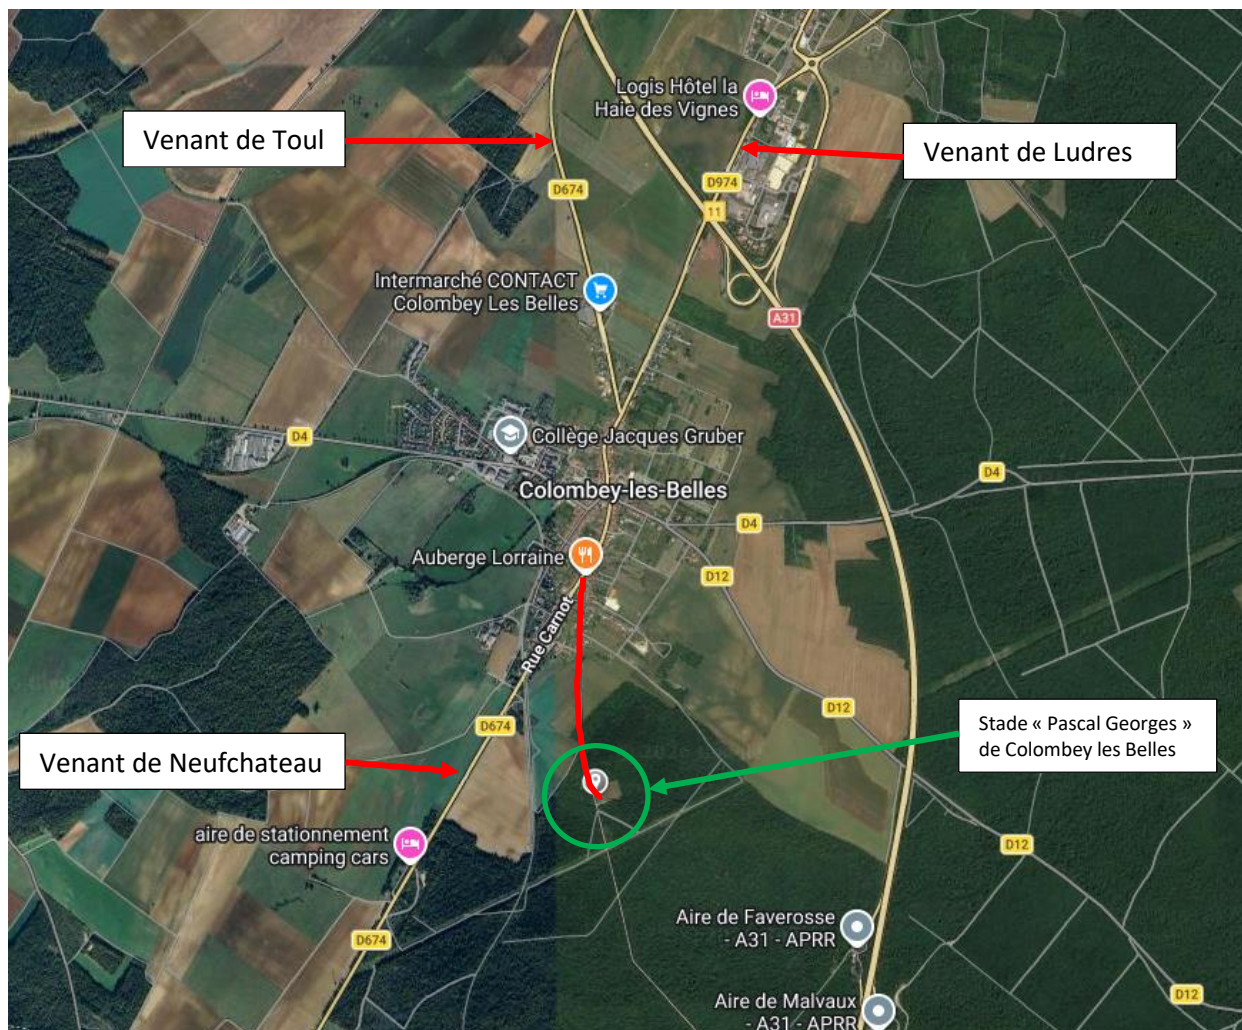 Logis Hôtel la
Haie des Vignes
Venant de Toul
Venant de Ludres
D674
D974
11
Intermarché CONTACT
Colombey Les Belles
A31
D4
Collège Jacques Gruber
D4
Colombey-les-Belles
D4
Auberge Lorraine
D12
Rue Carnot
D674
D12
Stade « Pascal Georges »
de Colombey les Belles
Venant de Neufchateau
aire de stationnement
camping cars
D12
Aire de Faverosse
- A31 - APRR
D674
D12
Aire de Malvaux
- A31 - APRR